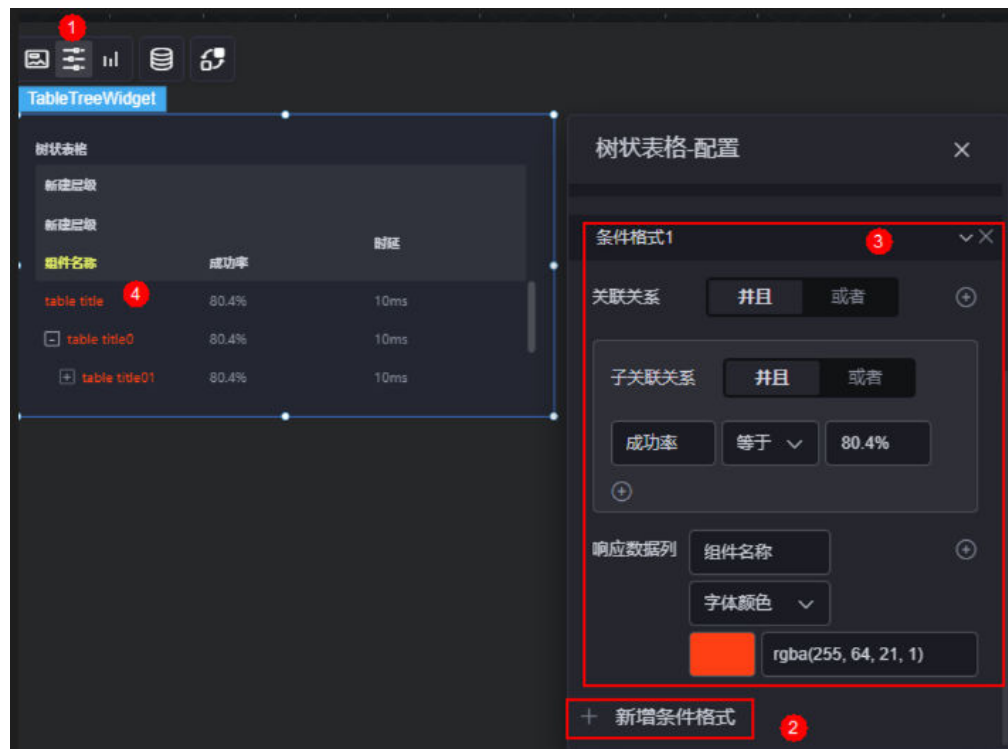 1
TableTreeWidget
树状表格
新建层级
新建层级
时延
组件名称 成功率
table title 4 80.4% 10ms
table title0 80.4% 10ms
table title01 80.4% 10ms
树状表格-配置
条件格式1 3
关联关系 并且 或者
子关联关系 并且 或者
成功率 等于 80.4%
响应数据列 组件名称
字体颜色
rgba(255, 64, 21, 1)
新增条件格式 2